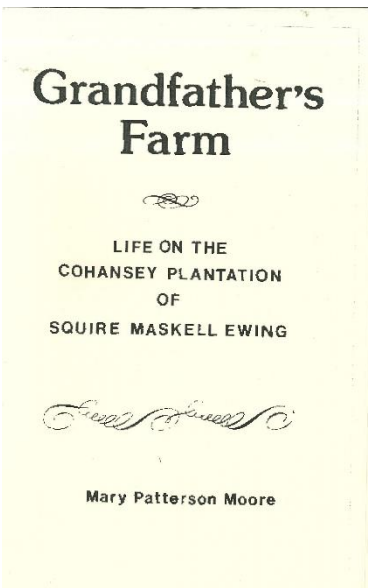 Grandfather's
Farm
LIFE ON THE
COHANSEY PLANTATION
OF
SQUIRE MASKELL EWING
Mary Patterson Moore